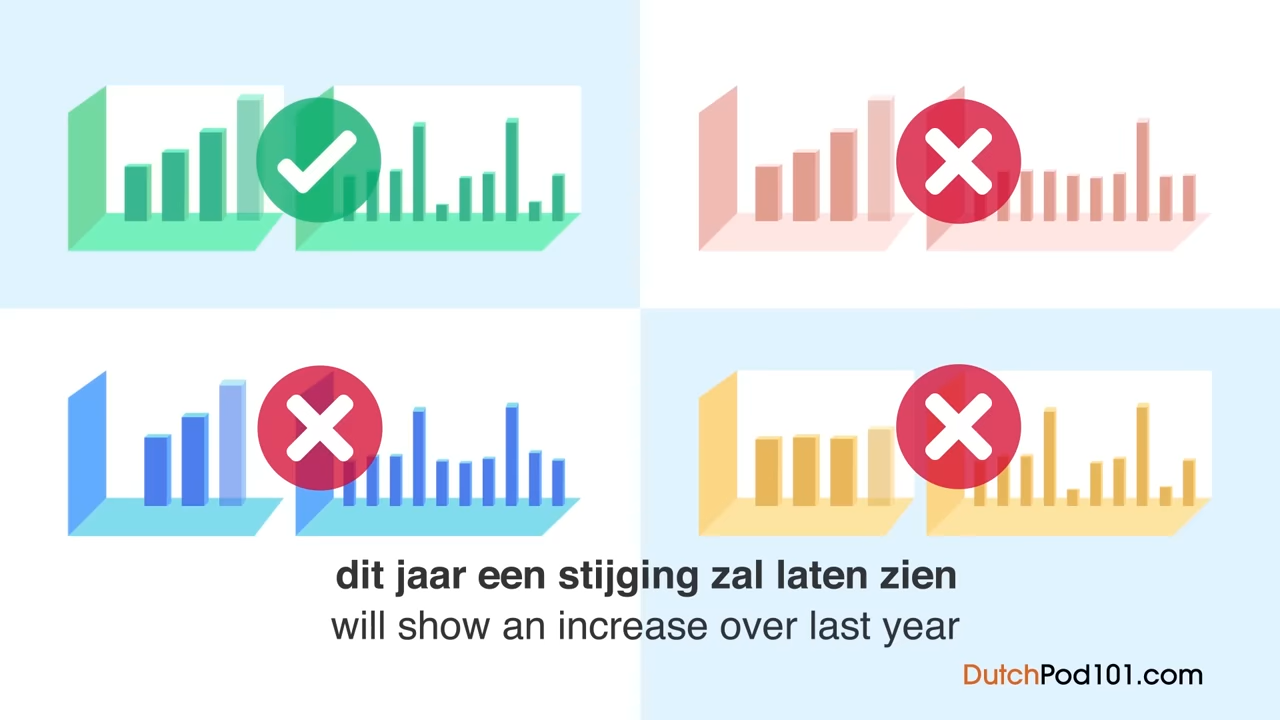 dit jaar een stijging zal laten zien
will show an increase over last year
DutchPod101.com